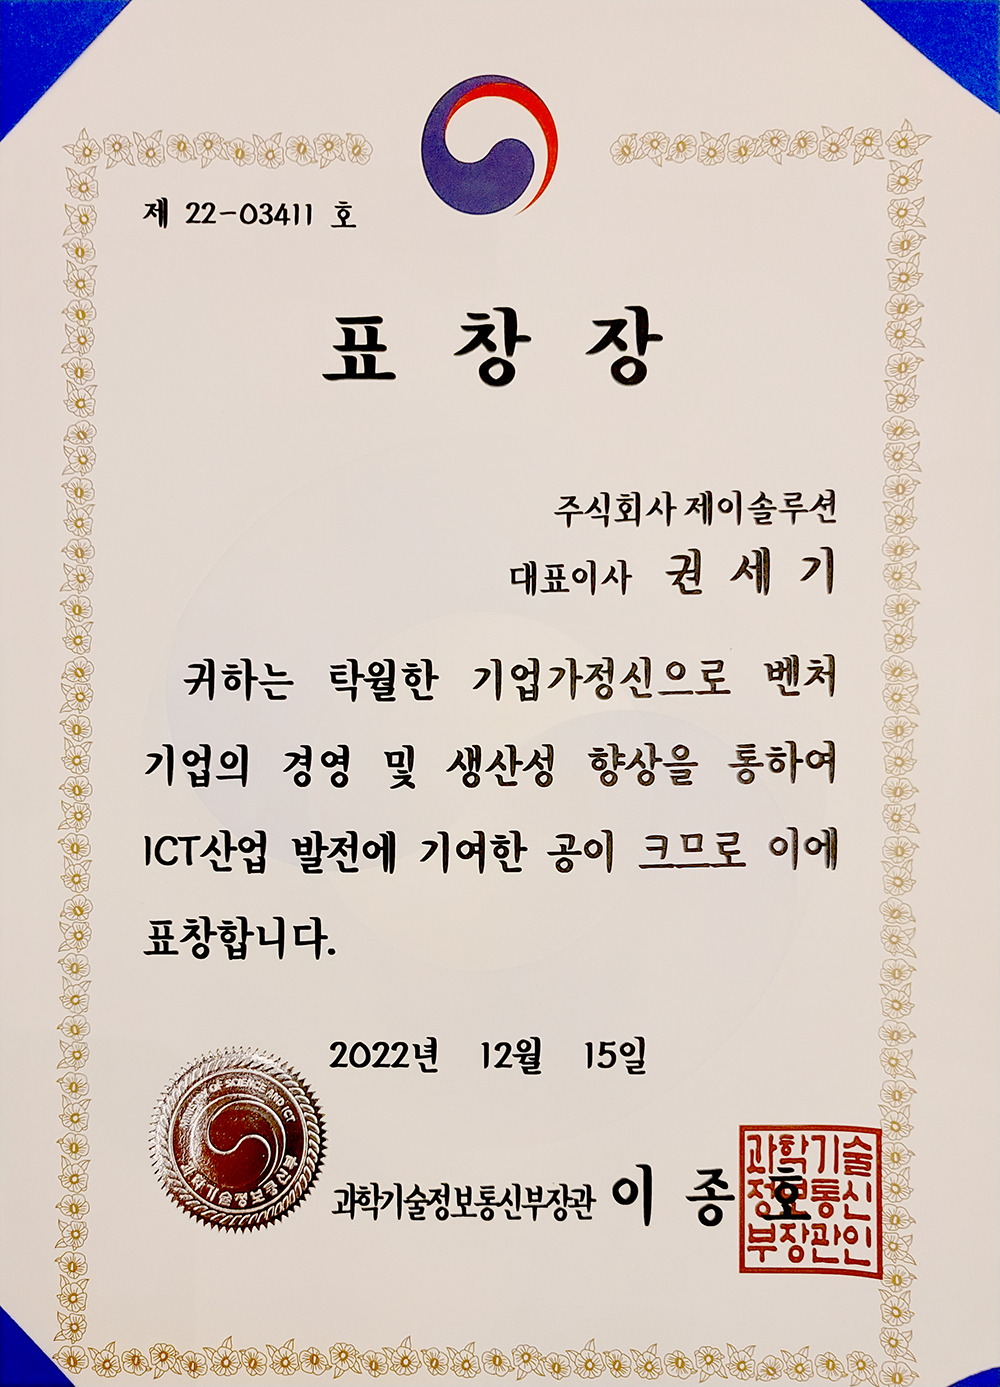 제 22-03411 호
표 창 장
주식회사 제이솔루션
대표이사 권 세 기
귀하는 탁월한 기업가정신으로 벤처
기업의 경영 및 생산성 향상을 통하여
ICT산업 발전에 기여한 공이 크므로 이에
표창합니다.
2022년 12월 15일
MINISTRY OF SCIENCE AND ICT
과학기술정보통신부
과학기술정보통신부장관 이 종 호
과학기술
정보통신
부장관인